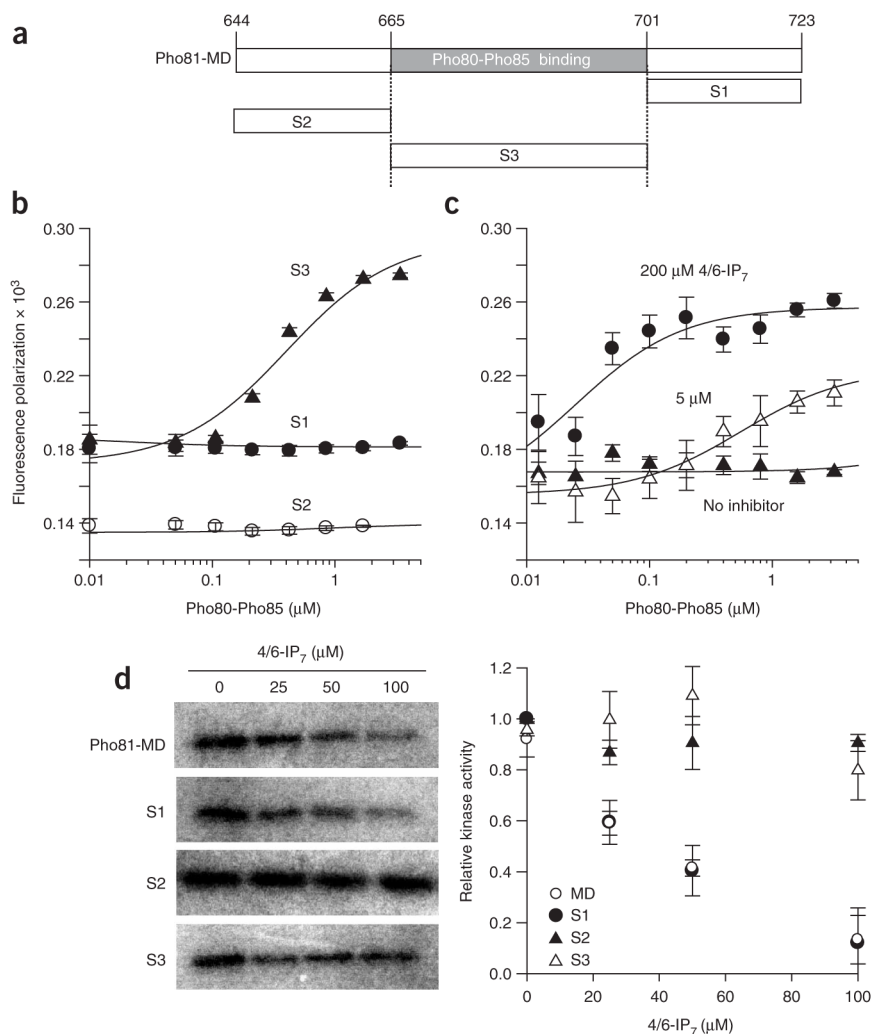 a
644 665 701 723
Pho81-MD
Pho80-Pho85 binding
S1
S2
S3
b
Fluorescence polarization × 10³
0.30
0.26
0.22
0.18
0.14
S3
S1
S2
0.01 0.1 1
Pho80-Pho85 (μM)
c
0.30
0.26
0.22
0.18
0.14
200 μM 4/6-IP₇
5 μM
No inhibitor
0.01 0.1 1
Pho80-Pho85 (μM)
d
4/6-IP₇ (μM)
0 25 50 100
Pho81-MD
S1
S2
S3
Relative kinase activity
1.2
1.0
0.8
0.6
0.4
0.2
0.0
MD
S1
S2
S3
0 20 40 60 80 100
4/6-IP₇ (μM)